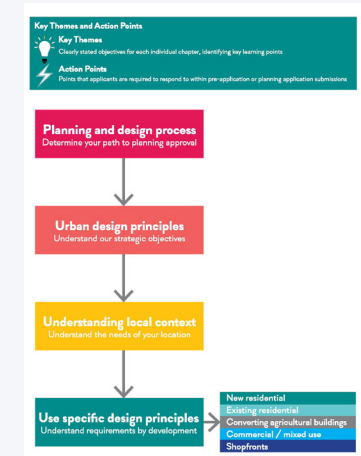 Key Themes and Action Points
Key Themes
Clearly stated objectives for each individual chapter, identifying key learning points
Action Points
Points that applicants are required to respond to within pre-application or planning application submissions
Planning and design process
Determine your path to planning approval
Urban design principles
Understand our strategic objectives
Understanding local context
Understand the needs of your location
Use specific design principles
Understand requirements by development
New residential
Existing residential
Converting agricultural buildings
Commercial / mixed use
Shopfronts